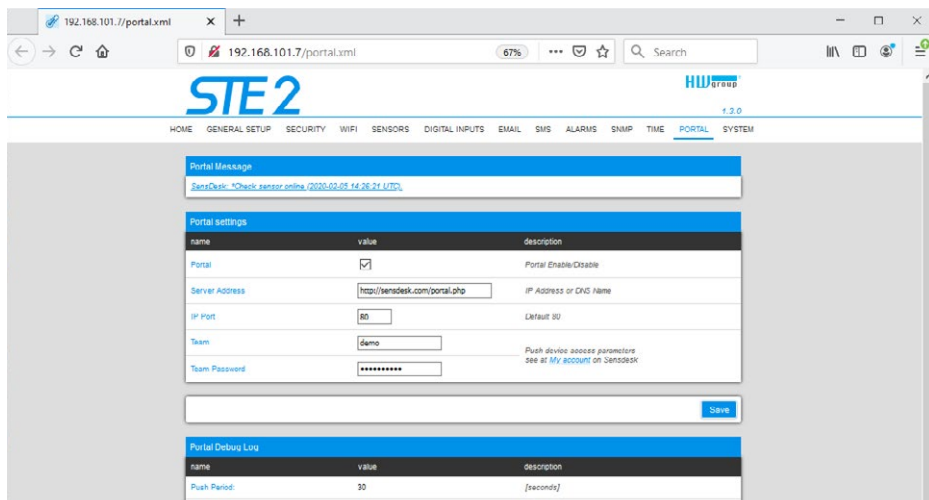 192.168.101.7/portal.xml
192.168.101.7/portal.xml
67%
Search
STE2
HW group
1.3.0
HOME GENERAL SETUP SECURITY WIFI SENSORS DIGITAL INPUTS EMAIL SMS ALARMS SNMP TIME PORTAL SYSTEM
Portal Message
SensDesk: *Check sensor online (2020-02-05 14:26:21 UTC).
Portal settings
name value description
Portal Portal Enable/Disable
Server Address http://sensdesk.com/portal.php IP Address or DNS Name
IP Port 80 Default 80
Team demo
Push device access parameters
see at My account on Sensdesk
Team Password ••••••••••
Save
Portal Debug Log
name value description
Push Period: 30 [seconds]